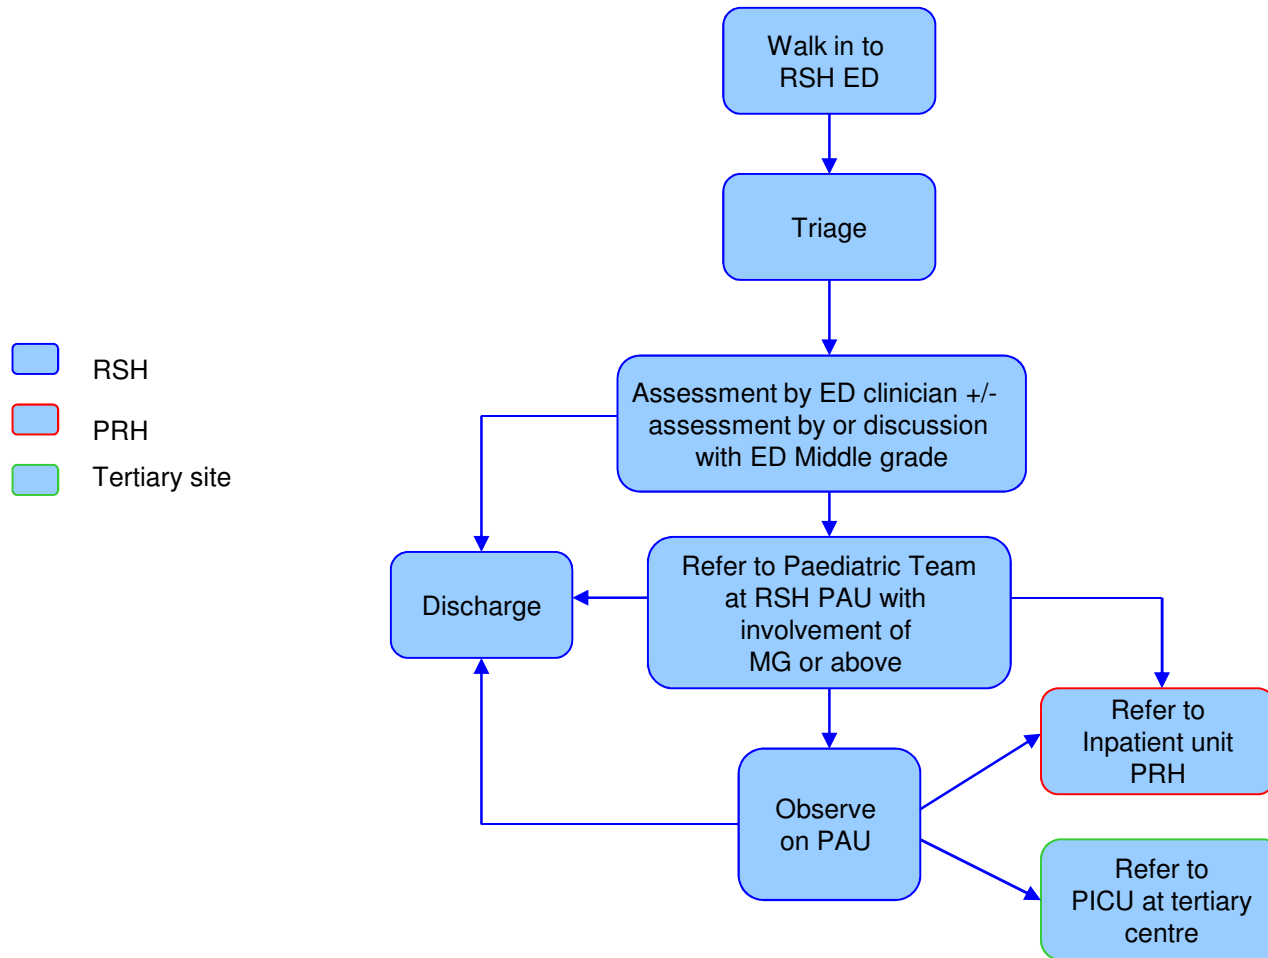 Walk in to
RSH ED
Triage
RSH
PRH
Tertiary site
Assessment by ED clinician +/-
assessment by or discussion
with ED Middle grade
Discharge
Refer to Paediatric Team
at RSH PAU with
involvement of
MG or above
Refer to
Inpatient unit
PRH
Observe
on PAU
Refer to
PICU at tertiary
centre